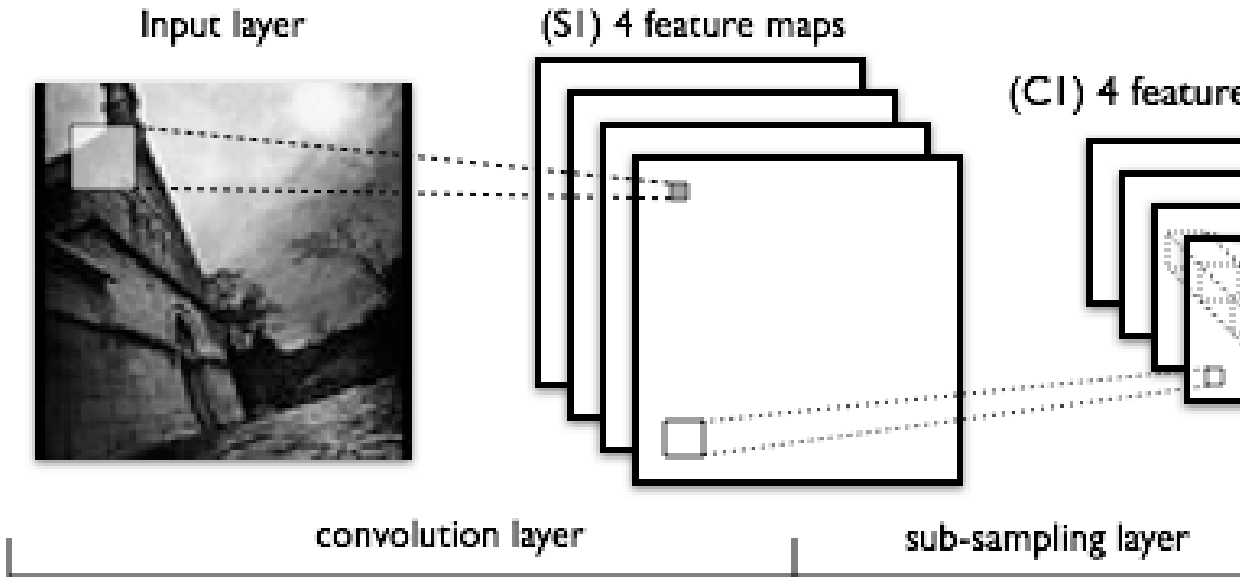 Input layer
(S1) 4 feature maps
(C1) 4 feature
convolution layer
sub-sampling layer